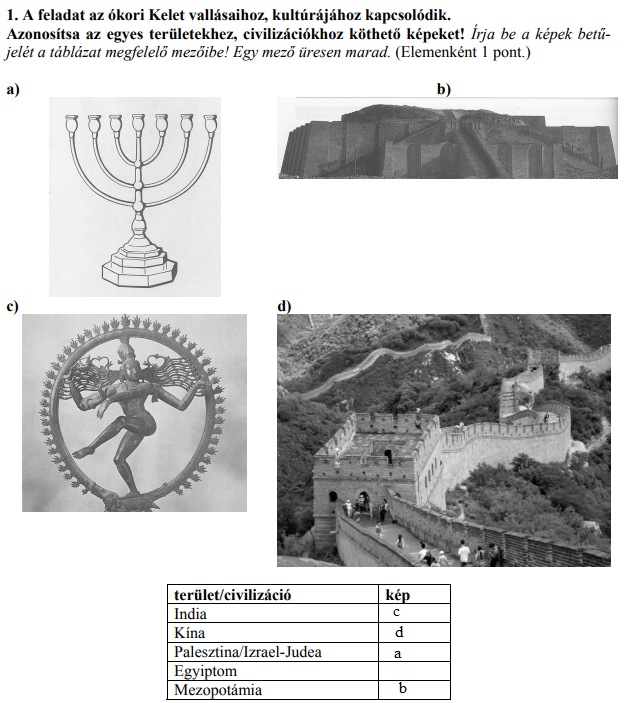 1. A feladat az ókori Kelet vallásaihoz, kultúrájához kapcsolódik.
Azonosítsa az egyes területekhez, civilizációkhoz köthető képeket! Írja be a képek betű-
jelét a táblázat megfelelő mezőibe! Egy mező üresen marad. (Elemenként 1 pont.)
a) b)
c) d)
terület/civilizáció kép
India c
Kína d
Palesztina/Izrael-Judea a
Egyiptom
Mezopotámia b